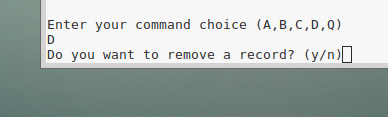 Enter your command choice (A,B,C,D,Q)
D
Do you want to remove a record? (y/n)